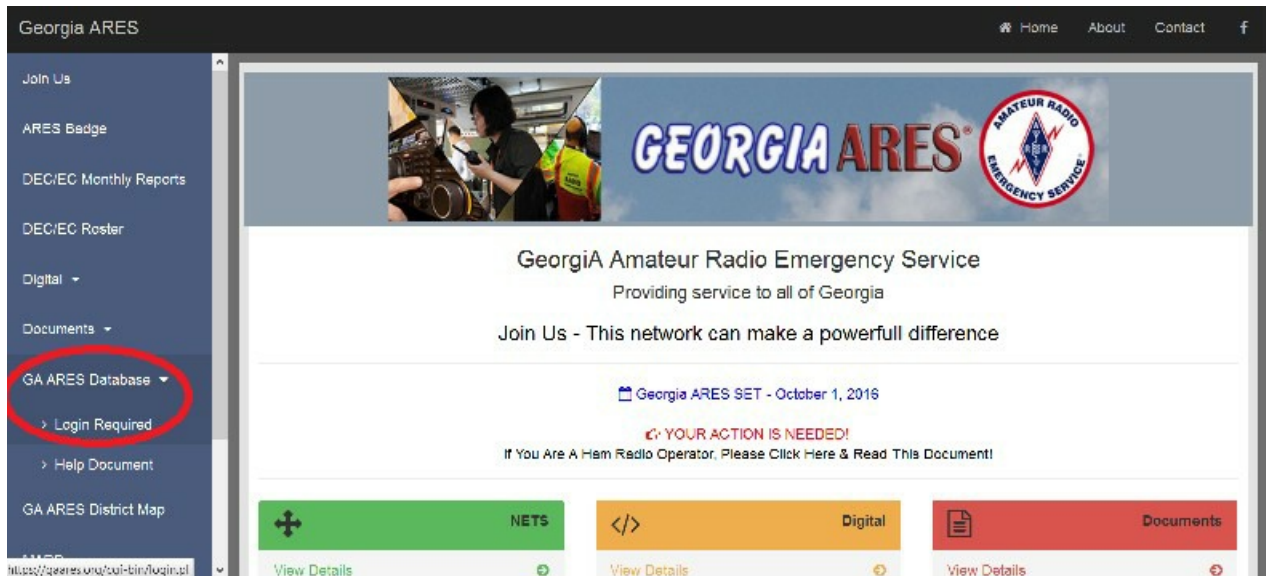 Georgia ARES
Home About Contact f
Join Us
ARES Badge
DEC/EC Monthly Reports
DEC/EC Roster
Digital
Documents
GA ARES Database
> Login Required
> Help Document
GA ARES District Map
GEORGIA ARES®
AMATEUR RADIO
EMERGENCY SERVICE
GeorgiA Amateur Radio Emergency Service
Providing service to all of Georgia
Join Us - This network can make a powerfull difference
Georgia ARES SET - October 1, 2016
YOUR ACTION IS NEEDED!
If You Are A Ham Radio Operator, Please Click Here & Read This Document!
NETS
View Details
</> Digital
View Details
Documents
View Details
https://gaares.org/cgi-bin/login.pl